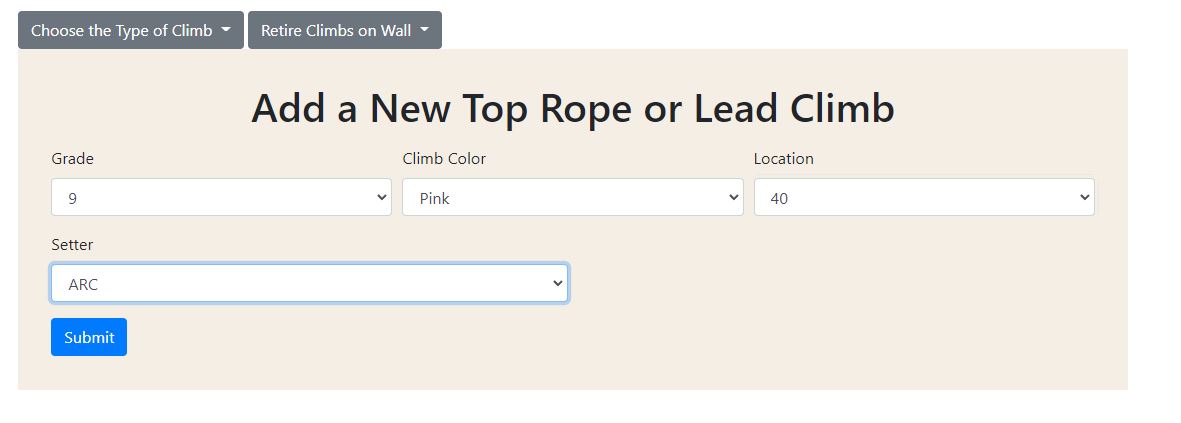 Choose the Type of Climb Retire Climbs on Wall
Add a New Top Rope or Lead Climb
Grade Climb Color Location
9 Pink 40
Setter
ARC
Submit